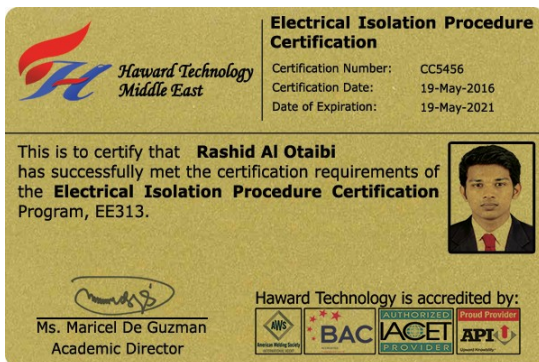 Haward Technology
Middle East
Electrical Isolation Procedure
Certification
Certification Number: CC5456
Certification Date: 19-May-2016
Date of Expiration: 19-May-2021
This is to certify that Rashid Al Otaibi
has successfully met the certification requirements of
the Electrical Isolation Procedure Certification
Program, EE313.
Ms. Maricel De Guzman
Academic Director
Haward Technology is accredited by:
AWS
American Welding Society
BAC
AUTHORIZED
IACET
PROVIDER
Proud Provider
API